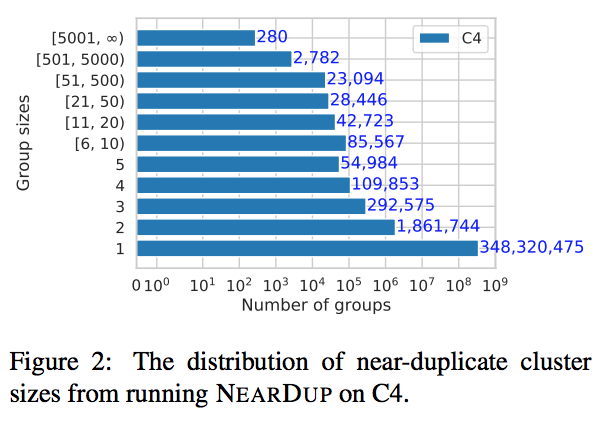 C4
[5001, ∞) 280
[501, 5000) 2,782
[51, 500) 23,094
[21, 50) 28,446
[11, 20) 42,723
[6, 10) 85,567
5 54,984
4 109,853
3 292,575
2 1,861,744
1 348,320,475
Group sizes
0 10⁰ 10¹ 10² 10³ 10⁴ 10⁵ 10⁶ 10⁷ 10⁸ 10⁹
Number of groups
Figure 2: The distribution of near-duplicate cluster
sizes from running NEARDUP on C4.